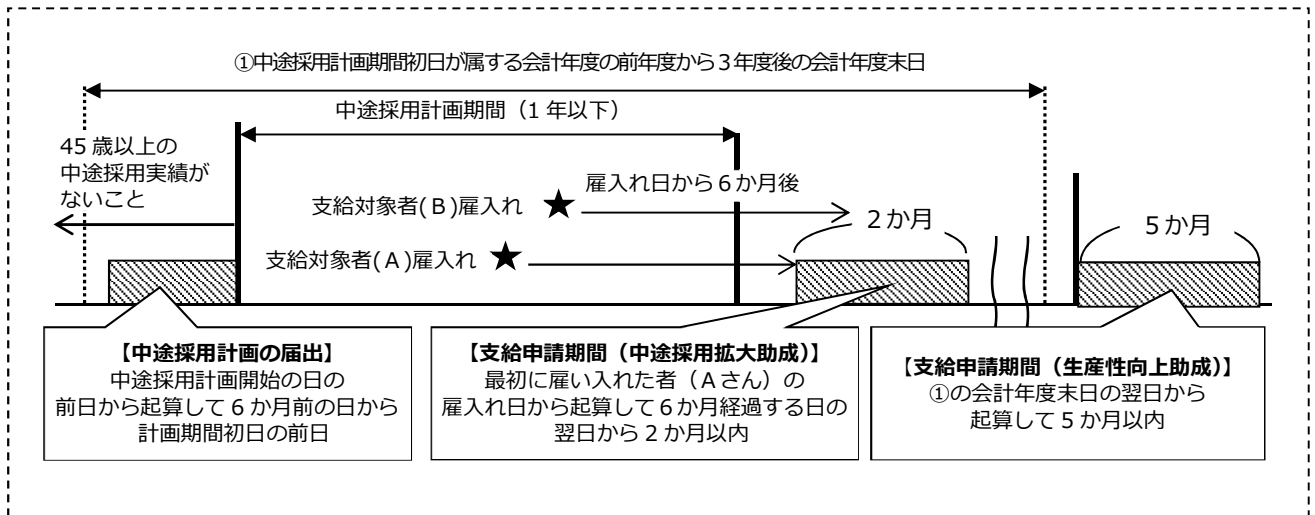 ①中途採用計画期間初日が属する会計年度の前年度から３年度後の会計年度末日
中途採用計画期間（1 年以下）
45 歳以上の
中途採用実績が
ないこと
雇入れ日から６か月後
支給対象者(Ｂ)雇入れ ★
２か月
５か月
支給対象者(Ａ)雇入れ ★
【中途採用計画の届出】
中途採用計画開始の日の
前日から起算して６か月前の日から
計画期間初日の前日
【支給申請期間（中途採用拡大助成）】
最初に雇い入れた者（Ａさん）の
雇入れ日から起算して６か月経過する日の
翌日から２か月以内
【支給申請期間（生産性向上助成）】
①の会計年度末日の翌日から
起算して５か月以内